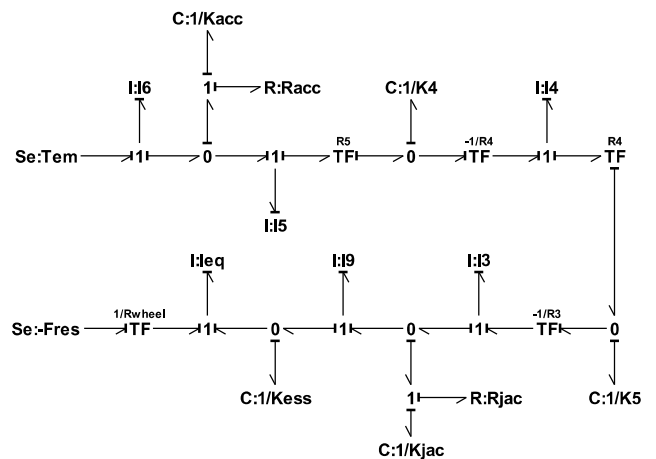 C:1/Kacc
I:I6 1 R:Racc C:1/K4 I:I4
R5 -1/R4 R4
Se:Tem 1 0 1 TF 0 TF 1 TF
I:I5
I:Ieq I:I9 I:I3
1/Rwheel -1/R3
Se:-Fres TF 1 0 1 0 1 TF 0
C:1/Kess 1 R:Rjac C:1/K5
C:1/Kjac